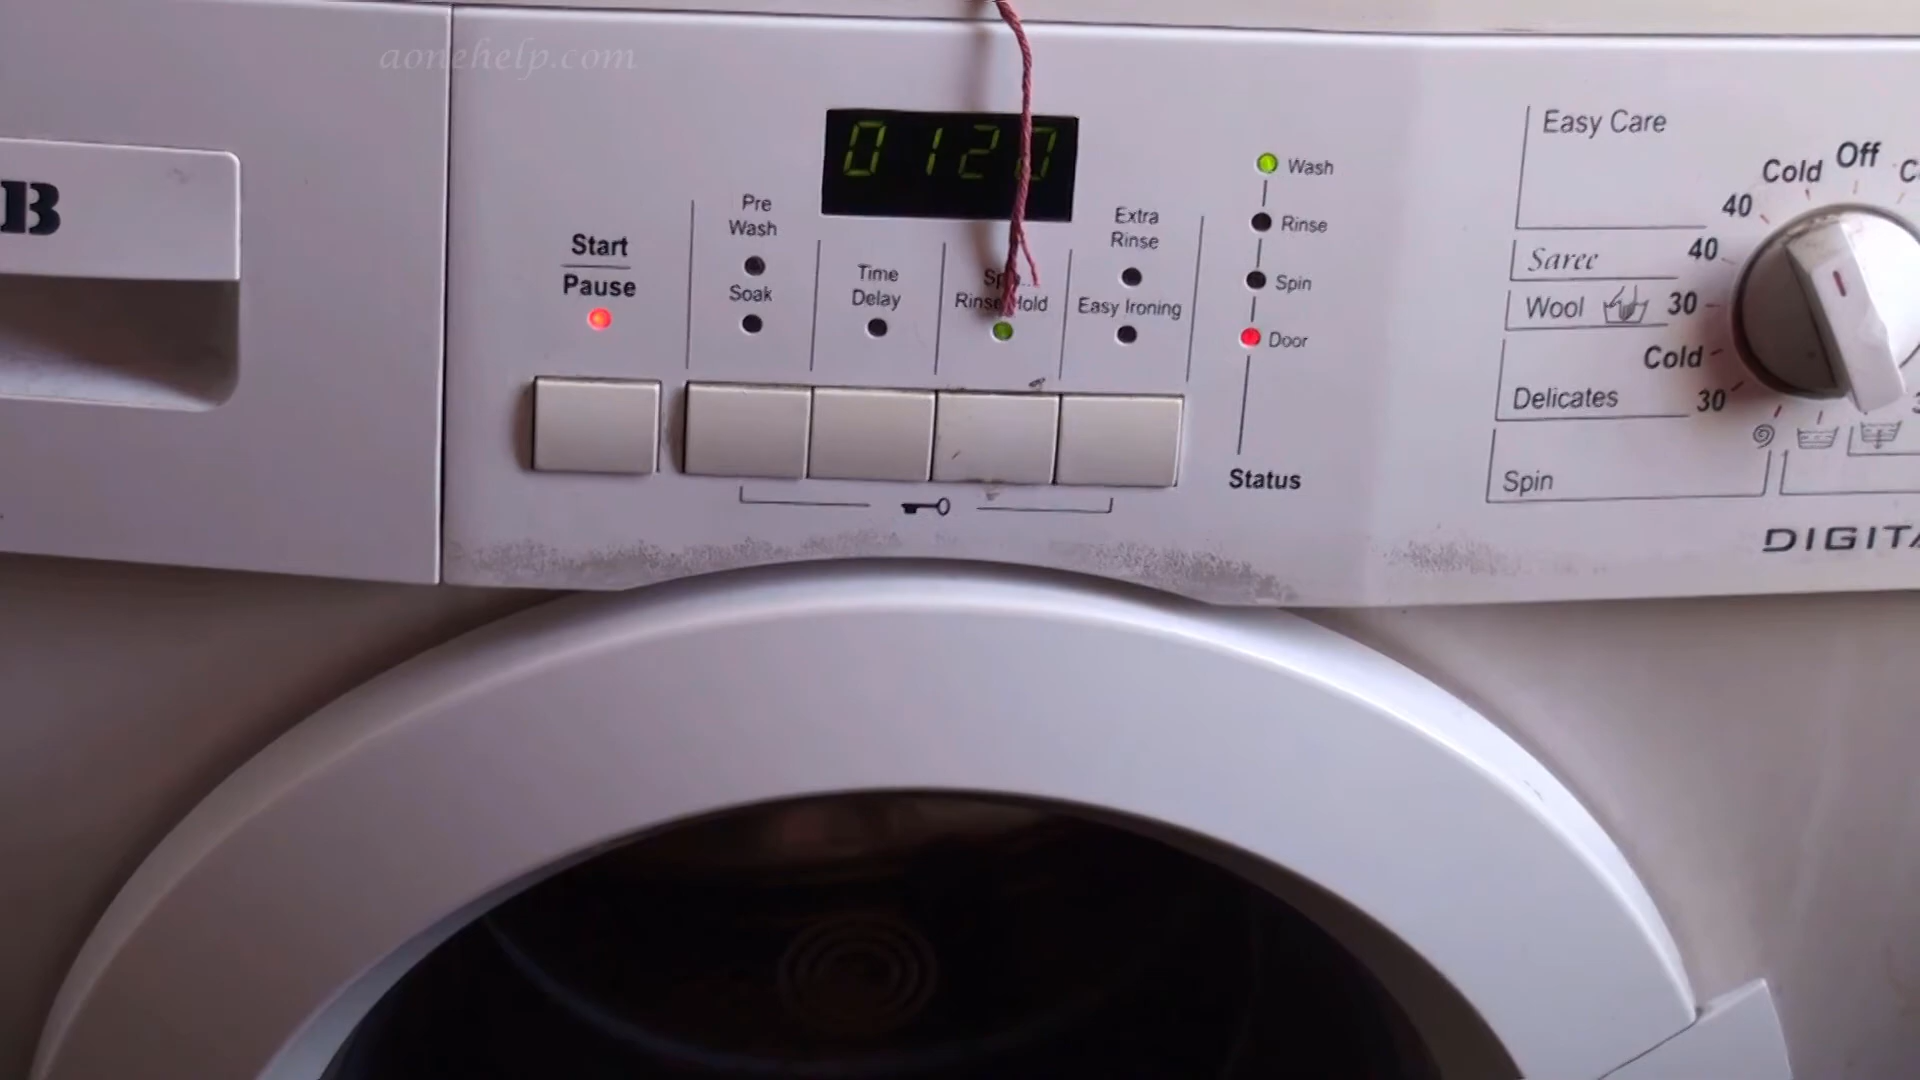 aonehelp.com
B
0120
Start
Pause
Pre
Wash
Soak
Time
Delay
Rinse Hold
Extra
Rinse
Easy Ironing
Wash
Rinse
Spin
Door
Status
Easy Care
Saree
Wool
Delicates
Spin
Off
Cold
40
40
30
Cold
30